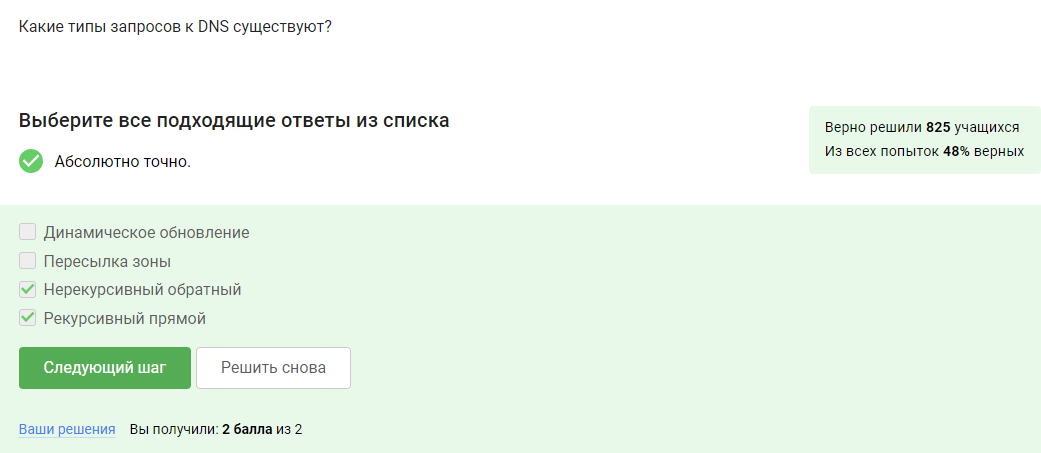 Какие типы запросов к DNS существуют?
Выберите все подходящие ответы из списка
Верно решили 825 учащихся
Из всех попыток 48% верных
Абсолютно точно.
Динамическое обновление
Пересылка зоны
Нерекурсивный обратный
Рекурсивный прямой
Следующий шаг
Решить снова
Ваши решения Вы получили: 2 балла из 2